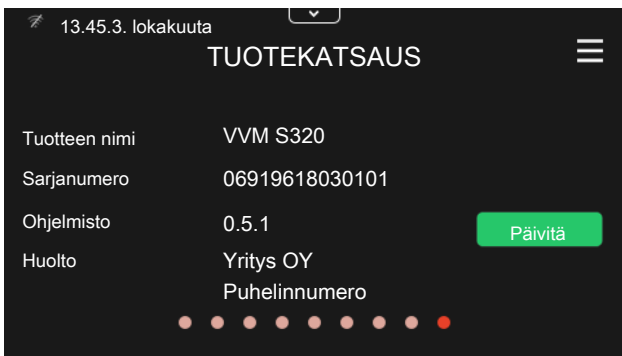 13.45.3. lokakuuta
TUOTEKATSAUS
Tuotteen nimi VVM S320
Sarjanumero 06919618030101
Ohjelmisto 0.5.1 Päivitä
Huolto Yritys OY
Puhelinnumero